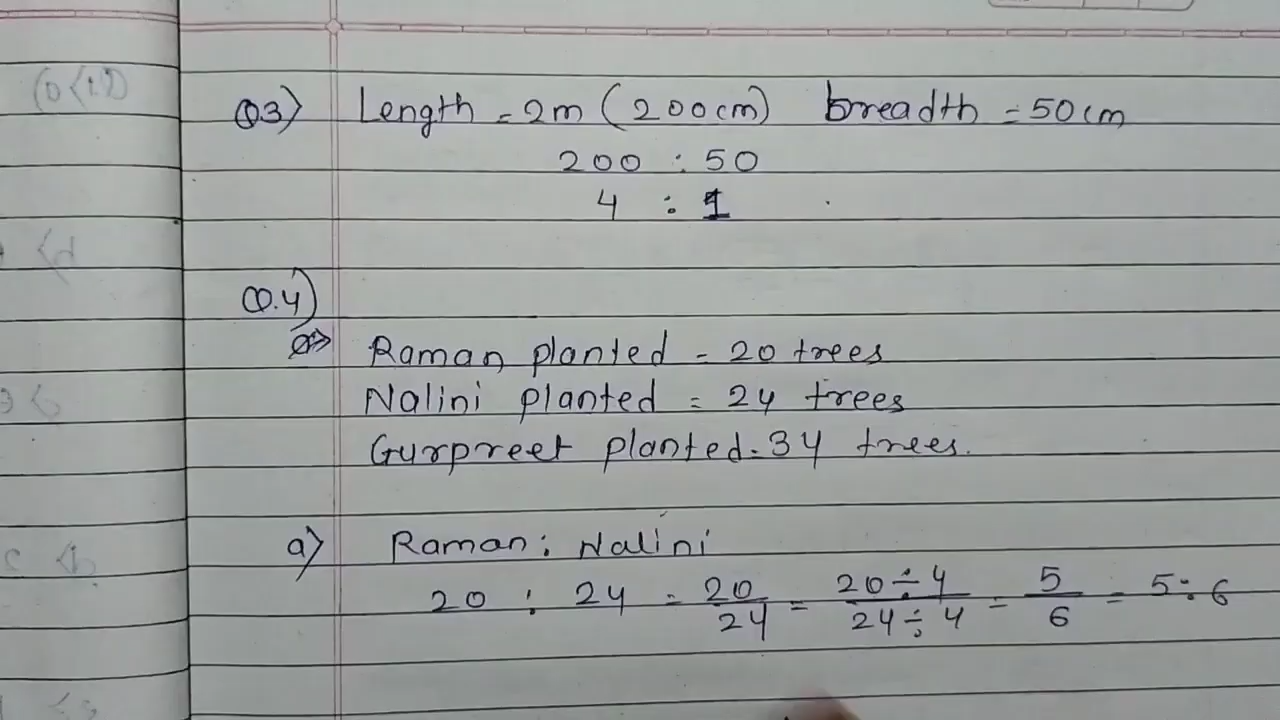 Q3) Length = 2m (200cm) breadth = 50cm
200 : 50
4 : 1
Q.4)
Raman planted = 20 trees
Nalini planted = 24 trees
Gurpreet planted = 34 trees.
a) Raman : Nalini
20 : 24 = 20/24 = 20÷4/24÷4 = 5/6 = 5:6